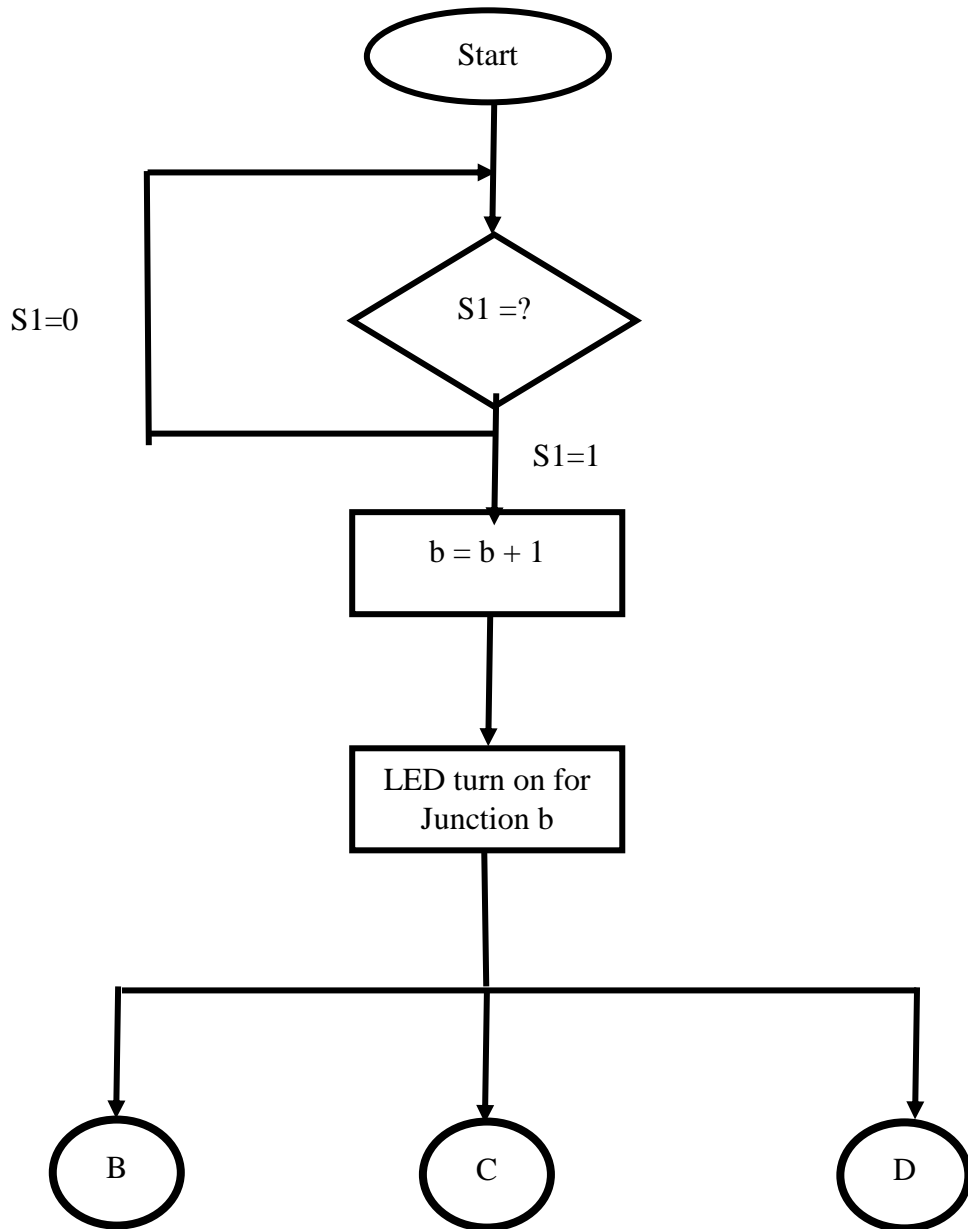 Start
S1 =?
S1=0
S1=1
b = b + 1
LED turn on for
Junction b
B
C
D